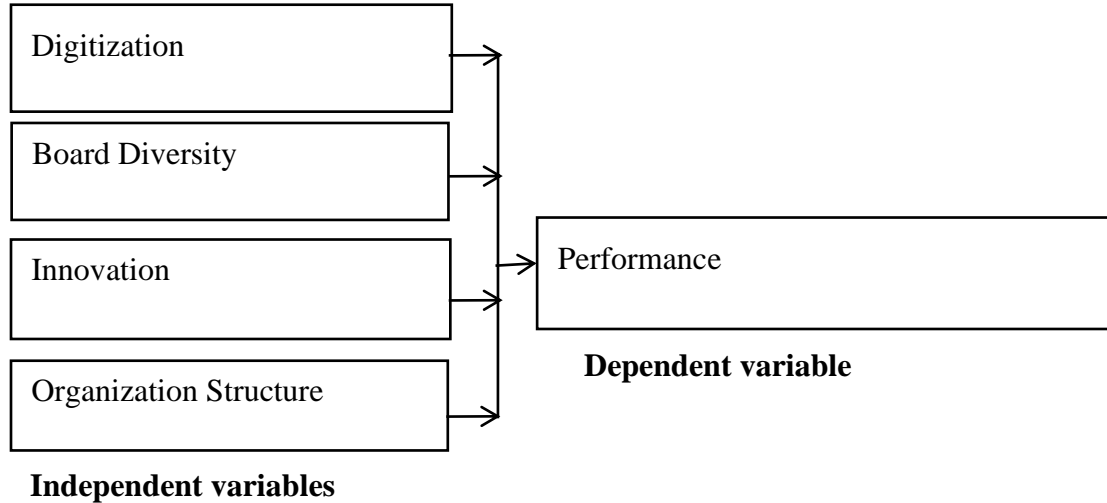 Digitization
Board Diversity
Innovation
Organization Structure
Independent variables
Performance
Dependent variable